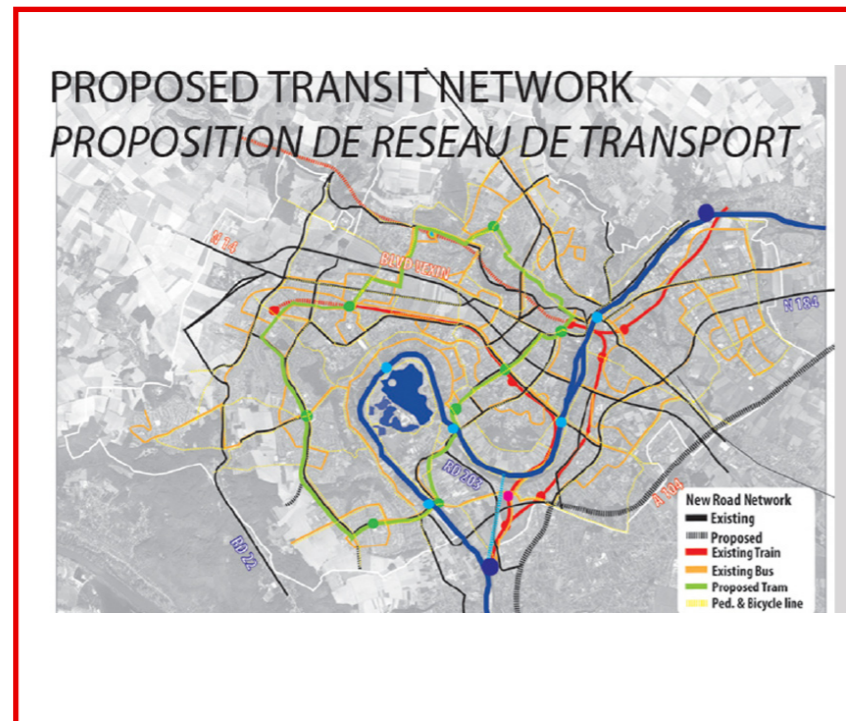 PROPOSED TRANSIT NETWORK
PROPOSITION DE RESEAU DE TRANSPORT
N 14
BLVD VEXIN
N 184
RD 203
A 104
RD 22
New Road Network
Existing
Proposed
Existing Train
Existing Bus
Proposed Tram
Ped. & Bicycle line